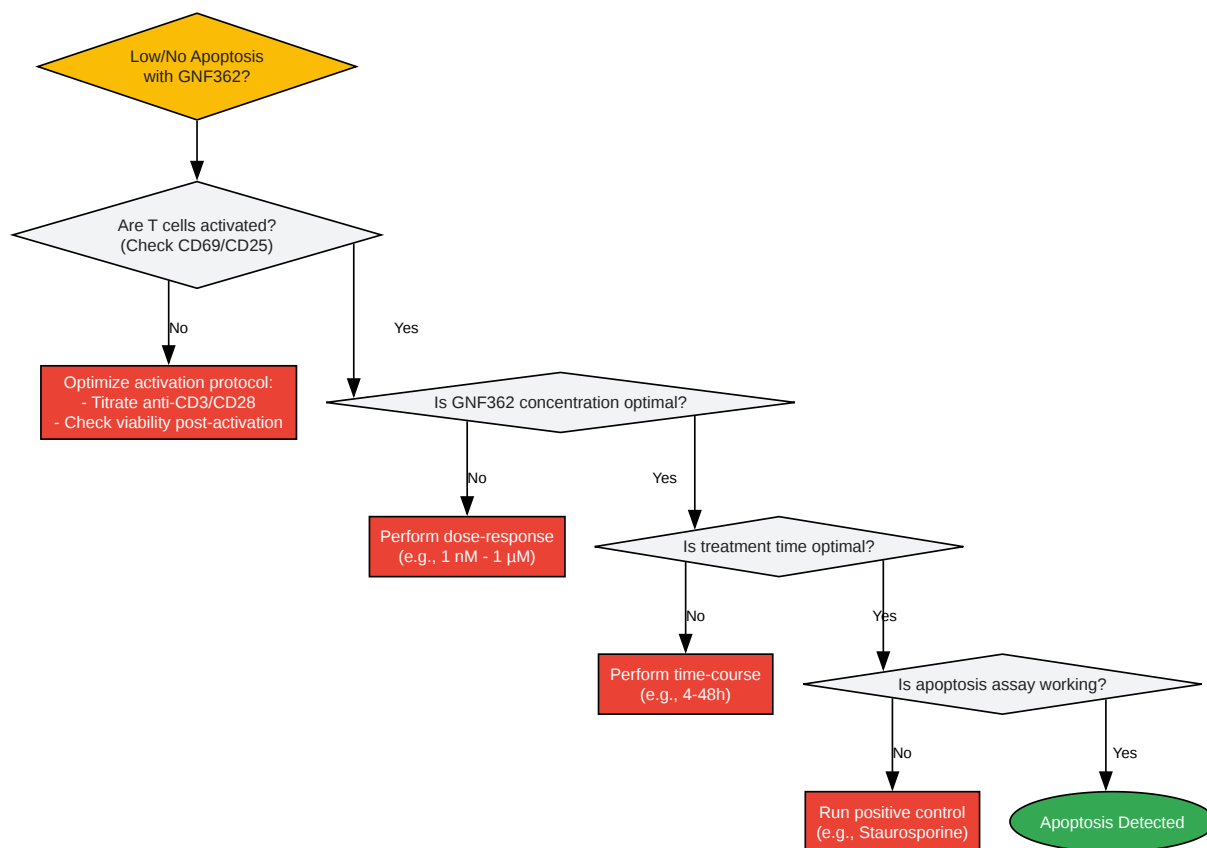 Low/No Apoptosis
with GNF362?
Are T cells activated?
(Check CD69/CD25)
No
Yes
Optimize activation protocol:
- Titrate anti-CD3/CD28
- Check viability post-activation
Is GNF362 concentration optimal?
No
Yes
Perform dose-response
(e.g., 1 nM - 1 µM)
Is treatment time optimal?
No
Yes
Perform time-course
(e.g., 4-48h)
Is apoptosis assay working?
No
Yes
Run positive control
(e.g., Staurosporine)
Apoptosis Detected